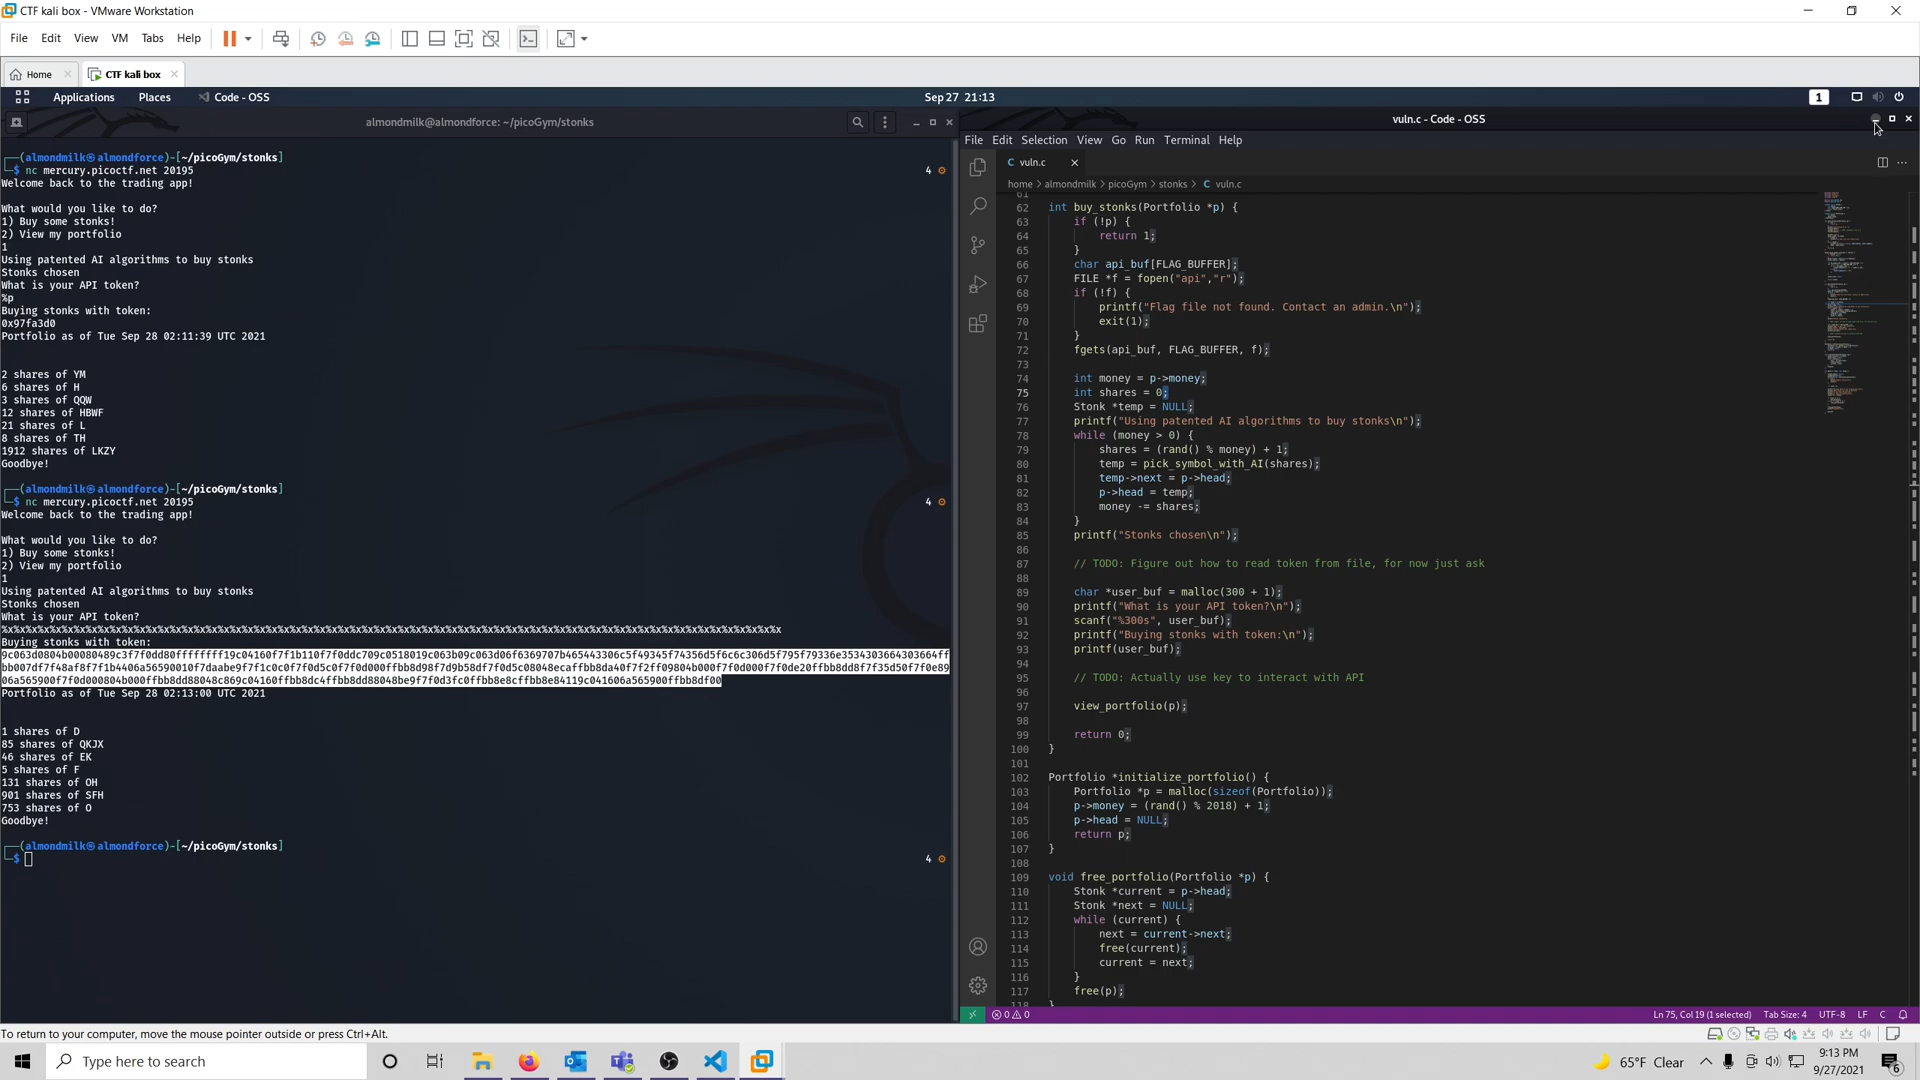 CTF kali box - VMware Workstation
File Edit View VM Tabs Help
Home CTF kali box
Applications Places Code - OSS Sep 27 21:13 1
almondmilk@almondforce: ~/picoGym/stonks
(almondmilk㉿almondforce)-[~/picoGym/stonks]
$ nc mercury.picoctf.net 20195 4
Welcome back to the trading app!
What would you like to do?
1) Buy some stonks!
2) View my portfolio
1
Using patented AI algorithms to buy stonks
Stonks chosen
What is your API token?
%p
Buying stonks with token:
0x97fa3d0
Portfolio as of Tue Sep 28 02:11:39 UTC 2021
2 shares of YM
6 shares of H
3 shares of QQW
12 shares of HBWF
21 shares of L
8 shares of TH
1912 shares of LKZY
Goodbye!
(almondmilk㉿almondforce)-[~/picoGym/stonks]
$ nc mercury.picoctf.net 20195 4
Welcome back to the trading app!
What would you like to do?
1) Buy some stonks!
2) View my portfolio
1
Using patented AI algorithms to buy stonks
Stonks chosen
What is your API token?
Buying stonks with token:
Portfolio as of Tue Sep 28 02:13:00 UTC 2021
1 shares of D
85 shares of QKJX
46 shares of EK
5 shares of F
131 shares of OH
901 shares of SFH
753 shares of O
Goodbye!
(almondmilk㉿almondforce)-[~/picoGym/stonks]
$ 4
vuln.c - Code - OSS
File Edit Selection View Go Run Terminal Help
vuln.c
home > almondmilk > picoGym > stonks > C vuln.c
61
62 int buy_stonks(Portfolio *p) {
63 if (!p) {
64 return 1;
65 }
66 char api_buf[FLAG_BUFFER];
67 FILE *f = fopen("api","r");
68 if (!f) {
69 printf("Flag file not found. Contact an admin.\n");
70 exit(1);
71 }
72 fgets(api_buf, FLAG_BUFFER, f);
73
74 int money = p->money;
75 int shares = 0;
76 Stonk *temp = NULL;
77 printf("Using patented AI algorithms to buy stonks\n");
78 while (money > 0) {
79 shares = (rand() % money) + 1;
80 temp = pick_symbol_with_AI(shares);
81 temp->next = p->head;
82 p->head = temp;
83 money -= shares;
84 }
85 printf("Stonks chosen\n");
86
87 // TODO: Figure out how to read token from file, for now just ask
88
89 char *user_buf = malloc(300 + 1);
90 printf("What is your API token?\n");
91 scanf("%300s", user_buf);
92 printf("Buying stonks with token:\n");
93 printf(user_buf);
94
95 // TODO: Actually use key to interact with API
96
97 view_portfolio(p);
98
99 return 0;
100 }
101
102 Portfolio *initialize_portfolio() {
103 Portfolio *p = malloc(sizeof(Portfolio));
104 p->money = (rand() % 2018) + 1;
105 p->head = NULL;
106 return p;
107 }
108
109 void free_portfolio(Portfolio *p) {
110 Stonk *current = p->head;
111 Stonk *next = NULL;
112 while (current) {
113 next = current->next;
114 free(current);
115 current = next;
116 }
117 free(p);
118 }
0 0 Ln 75, Col 19 (1 selected) Tab Size: 4 UTF-8 LF C
To return to your computer, move the mouse pointer outside or press Ctrl+Alt.
Type here to search 65°F Clear 9:13 PM
9/27/2021 6